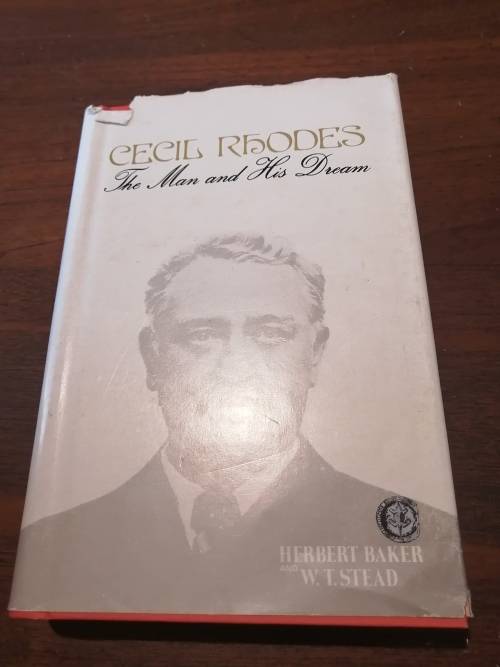 CECIL RHODES
The Man and His Dream
HERBERT BAKER
AND
W. T. STEAD